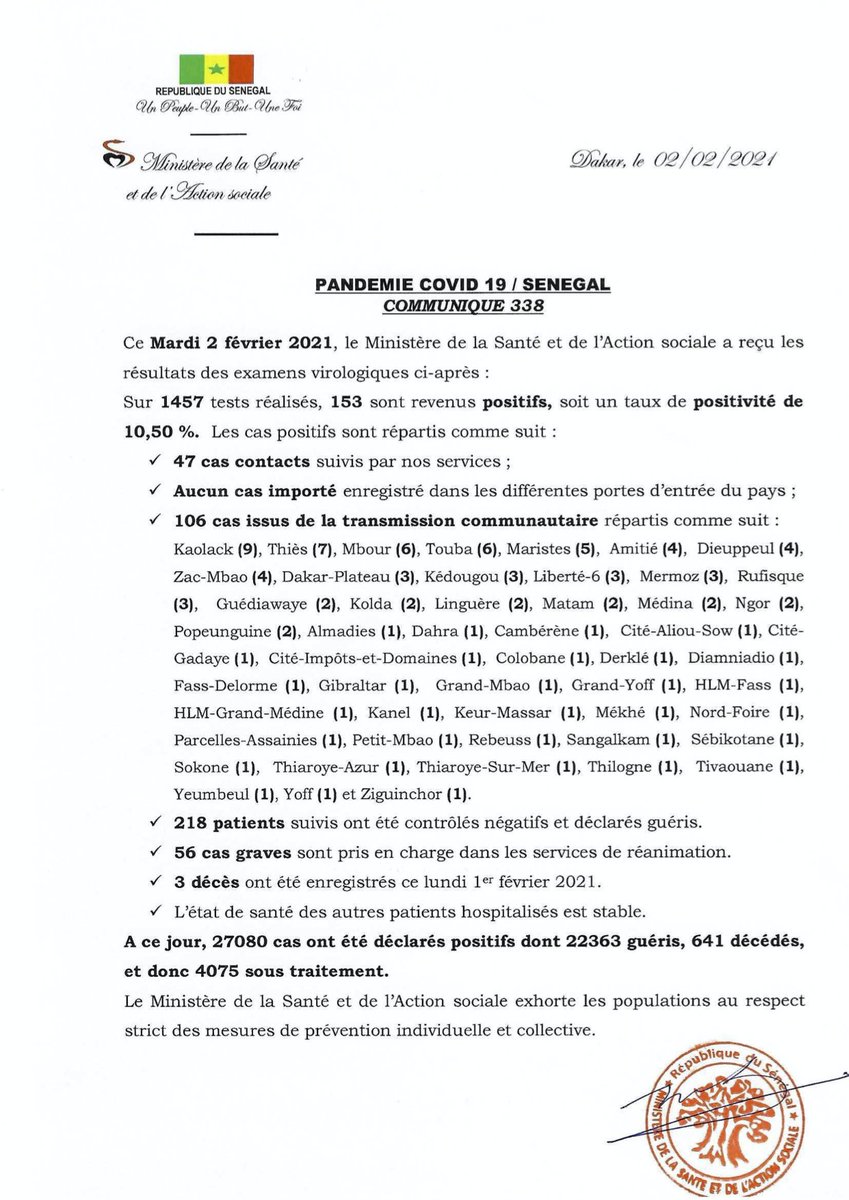 REPUBLIQUE DU SENEGAL
Un Peuple-Un But-Une Foi
Ministère de la Santé
et de l'Action sociale
Dakar, le 02/02/2021
PANDEMIE COVID 19 / SENEGAL
COMMUNIQUE 338
Ce Mardi 2 février 2021, le Ministère de la Santé et de l'Action sociale a reçu les
résultats des examens virologiques ci-après :
Sur 1457 tests réalisés, 153 sont revenus positifs, soit un taux de positivité de
10,50 %. Les cas positifs sont répartis comme suit :
✓ 47 cas contacts suivis par nos services ;
✓ Aucun cas importé enregistré dans les différentes portes d'entrée du pays ;
✓ 106 cas issus de la transmission communautaire répartis comme suit :
Kaolack (9), Thiès (7), Mbour (6), Touba (6), Maristes (5), Amitié (4), Dieuppeul (4),
Zac-Mbao (4), Dakar-Plateau (3), Kédougou (3), Liberté-6 (3), Mermoz (3), Rufisque
(3), Guédiawaye (2), Kolda (2), Linguère (2), Matam (2), Médina (2), Ngor (2),
Popeunguine (2), Almadies (1), Dahra (1), Cambérène (1), Cité-Aliou-Sow (1), Cité-
Gadaye (1), Cité-Impôts-et-Domaines (1), Colobane (1), Derklé (1), Diamniadio (1),
Fass-Delorme (1), Gibraltar (1), Grand-Mbao (1), Grand-Yoff (1), HLM-Fass (1),
HLM-Grand-Médine (1), Kanel (1), Keur-Massar (1), Mékhé (1), Nord-Foire (1),
Parcelles-Assainies (1), Petit-Mbao (1), Rebeuss (1), Sangalkam (1), Sébikotane (1),
Sokone (1), Thiaroye-Azur (1), Thiaroye-Sur-Mer (1), Thilogne (1), Tivaouane (1),
Yeumbeul (1), Yoff (1) et Ziguinchor (1).
✓ 218 patients suivis ont été contrôlés négatifs et déclarés guéris.
✓ 56 cas graves sont pris en charge dans les services de réanimation.
✓ 3 décès ont été enregistrés ce lundi 1er février 2021.
✓ L'état de santé des autres patients hospitalisés est stable.
A ce jour, 27080 cas ont été déclarés positifs dont 22363 guéris, 641 décédés,
et donc 4075 sous traitement.
Le Ministère de la Santé et de l'Action sociale exhorte les populations au respect
strict des mesures de prévention individuelle et collective.
République du Sénégal
MINISTÈRE DE LA SANTE ET DE L'ACTION SOCIALE